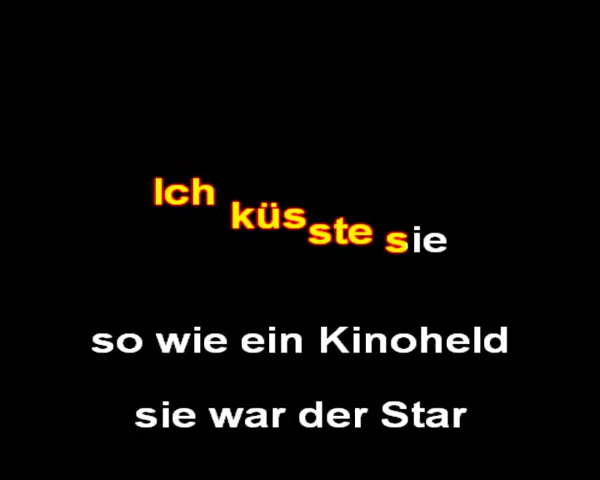 Ich küsste sie
so wie ein Kinoheld
sie war der Star